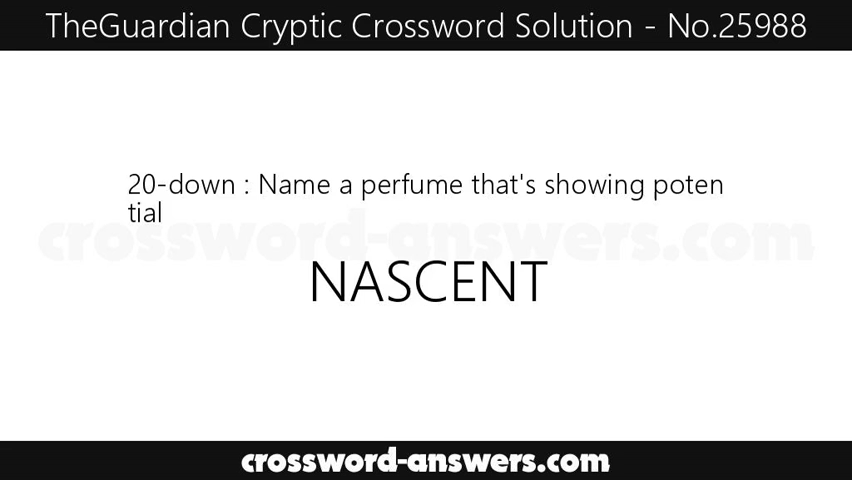 TheGuardian Cryptic Crossword Solution - No.25988
20-down : Name a perfume that's showing poten
tial
crossword-answers.com
NASCENT
crossword-answers.com